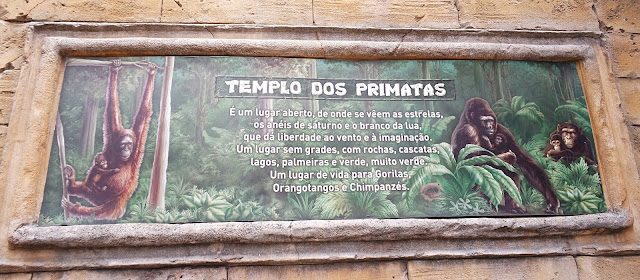 TEMPLO DOS PRIMATAS
É um lugar aberto, de onde se vêem as estrelas,
os anéis de saturno e o branco da lua,
que dá liberdade ao vento e à imaginação.
Um lugar sem grades, com rochas, cascatas,
lagos, palmeiras e verde, muito verde.
Um lugar de vida para Gorilas,
Orangotangos e Chimpanzés.